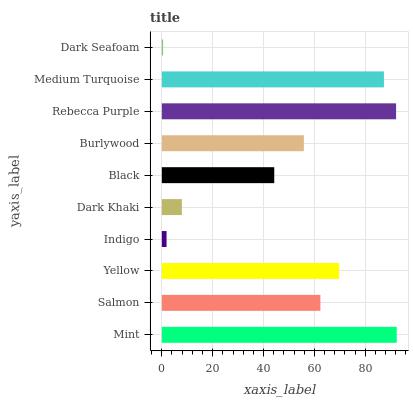 title
Dark Seafoam
Medium Turquoise
Rebecca Purple
Burlywood
Black
Dark Khaki
Indigo
Yellow
Salmon
Mint
yaxis_label
0 20 40 60 80
xaxis_label